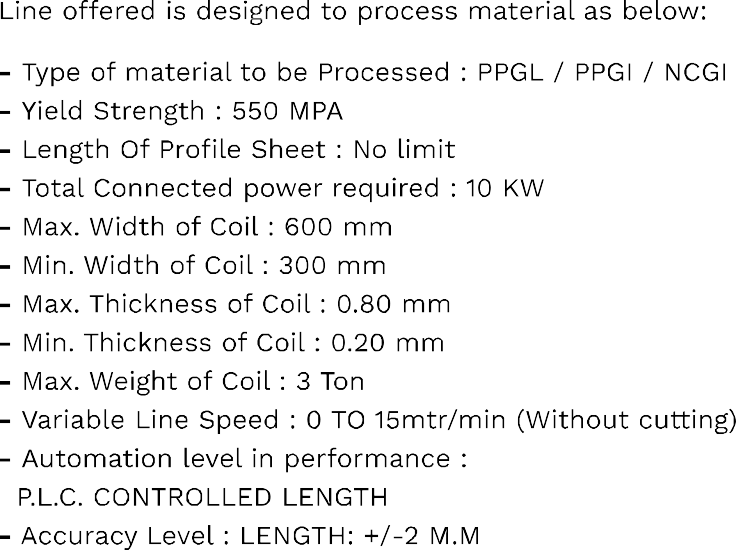 Line offered is designed to process material as below:
- Type of material to be Processed : PPGL / PPGI / NCGI
- Yield Strength : 550 MPA
- Length Of Profile Sheet : No limit
- Total Connected power required : 10 KW
- Max. Width of Coil : 600 mm
- Min. Width of Coil : 300 mm
- Max. Thickness of Coil : 0.80 mm
- Min. Thickness of Coil : 0.20 mm
- Max. Weight of Coil : 3 Ton
- Variable Line Speed : 0 TO 15mtr/min (Without cutting)
- Automation level in performance :
P.L.C. CONTROLLED LENGTH
- Accuracy Level : LENGTH: +/-2 M.M